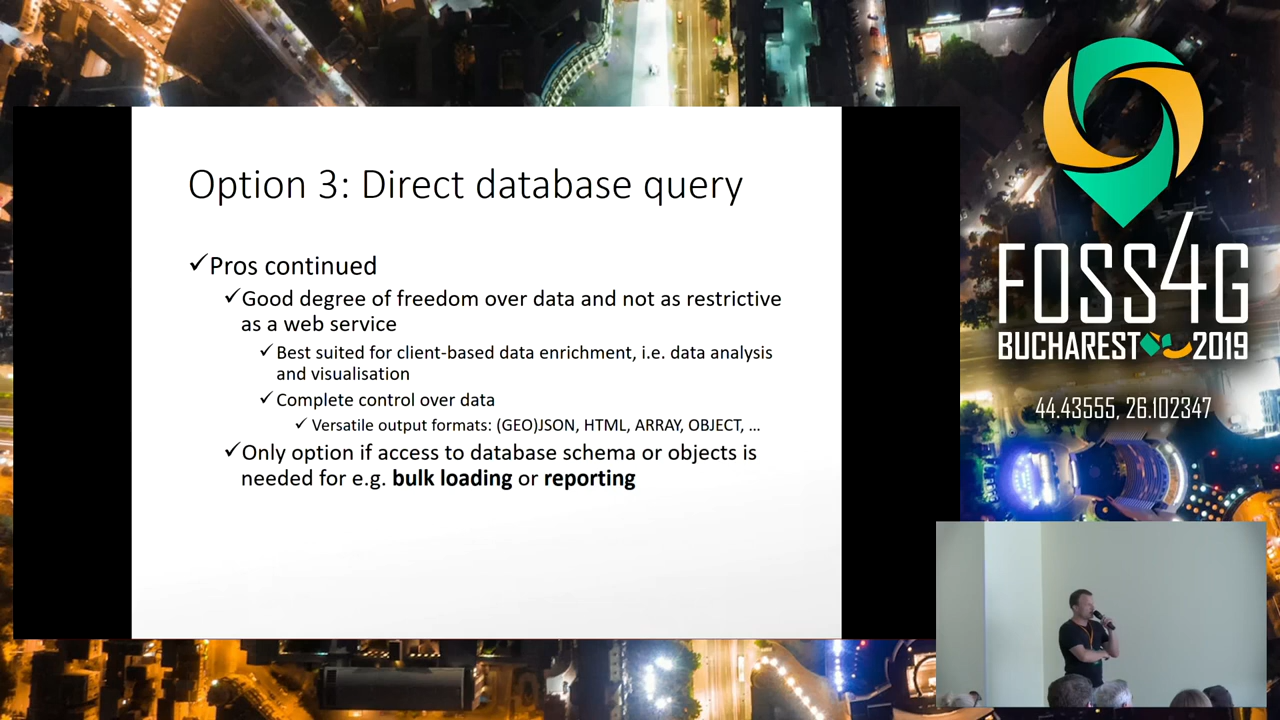 Option 3: Direct database query
✓Pros continued
✓Good degree of freedom over data and not as restrictive
as a web service
✓ Best suited for client-based data enrichment, i.e. data analysis
and visualisation
✓ Complete control over data
✓ Versatile output formats: (GEO)JSON, HTML, ARRAY, OBJECT, ...
✓Only option if access to database schema or objects is
needed for e.g. bulk loading or reporting
FOSS4G
BUCHAREST 2019
44.43555, 26.102347